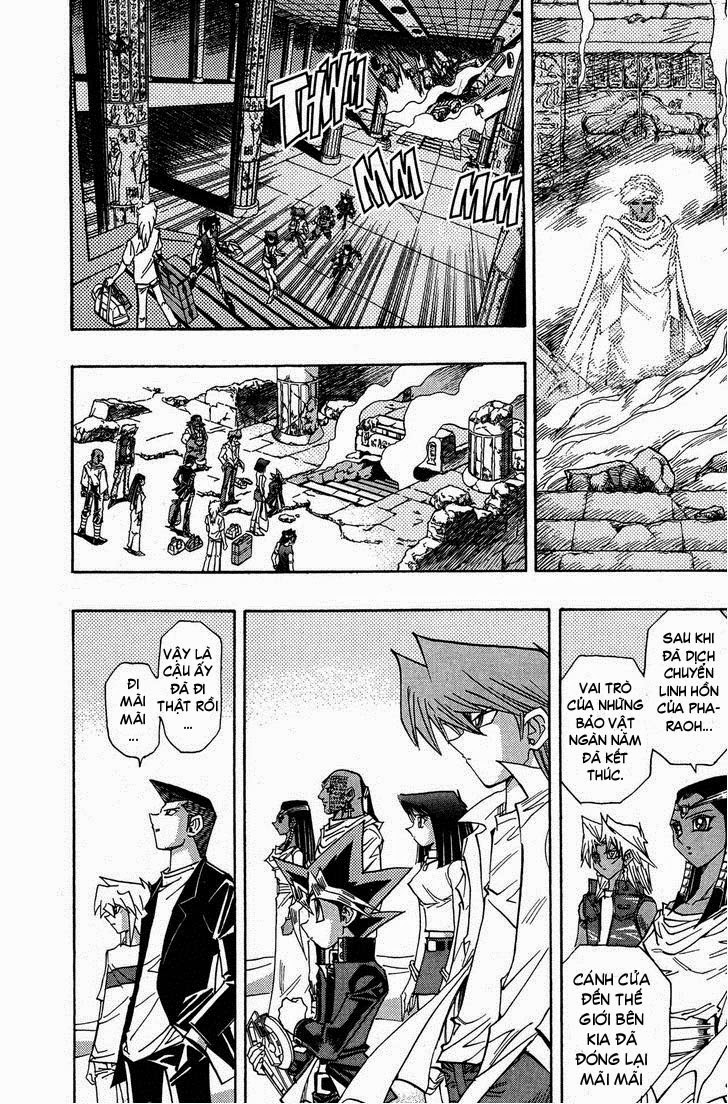 THWM
MM
MM
SAU KHI
ĐÃ DỊCH
CHUYỂN
LINH HỒN
CỦA PHA-
RAOH...
VAI TRÒ
CỦA NHỮNG
BẢO VẬT
NGÀN NĂM
ĐÃ KẾT
THÚC.
CÁNH CỬA
ĐẾN THẾ
GIỚI BÊN
KIA ĐÃ
ĐÓNG LẠI
MÃI MÃI
VẬY LÀ
CẬU ẤY
ĐÃ ĐI
THẬT RỒI
...
ĐI
MÃI
MÃI
...